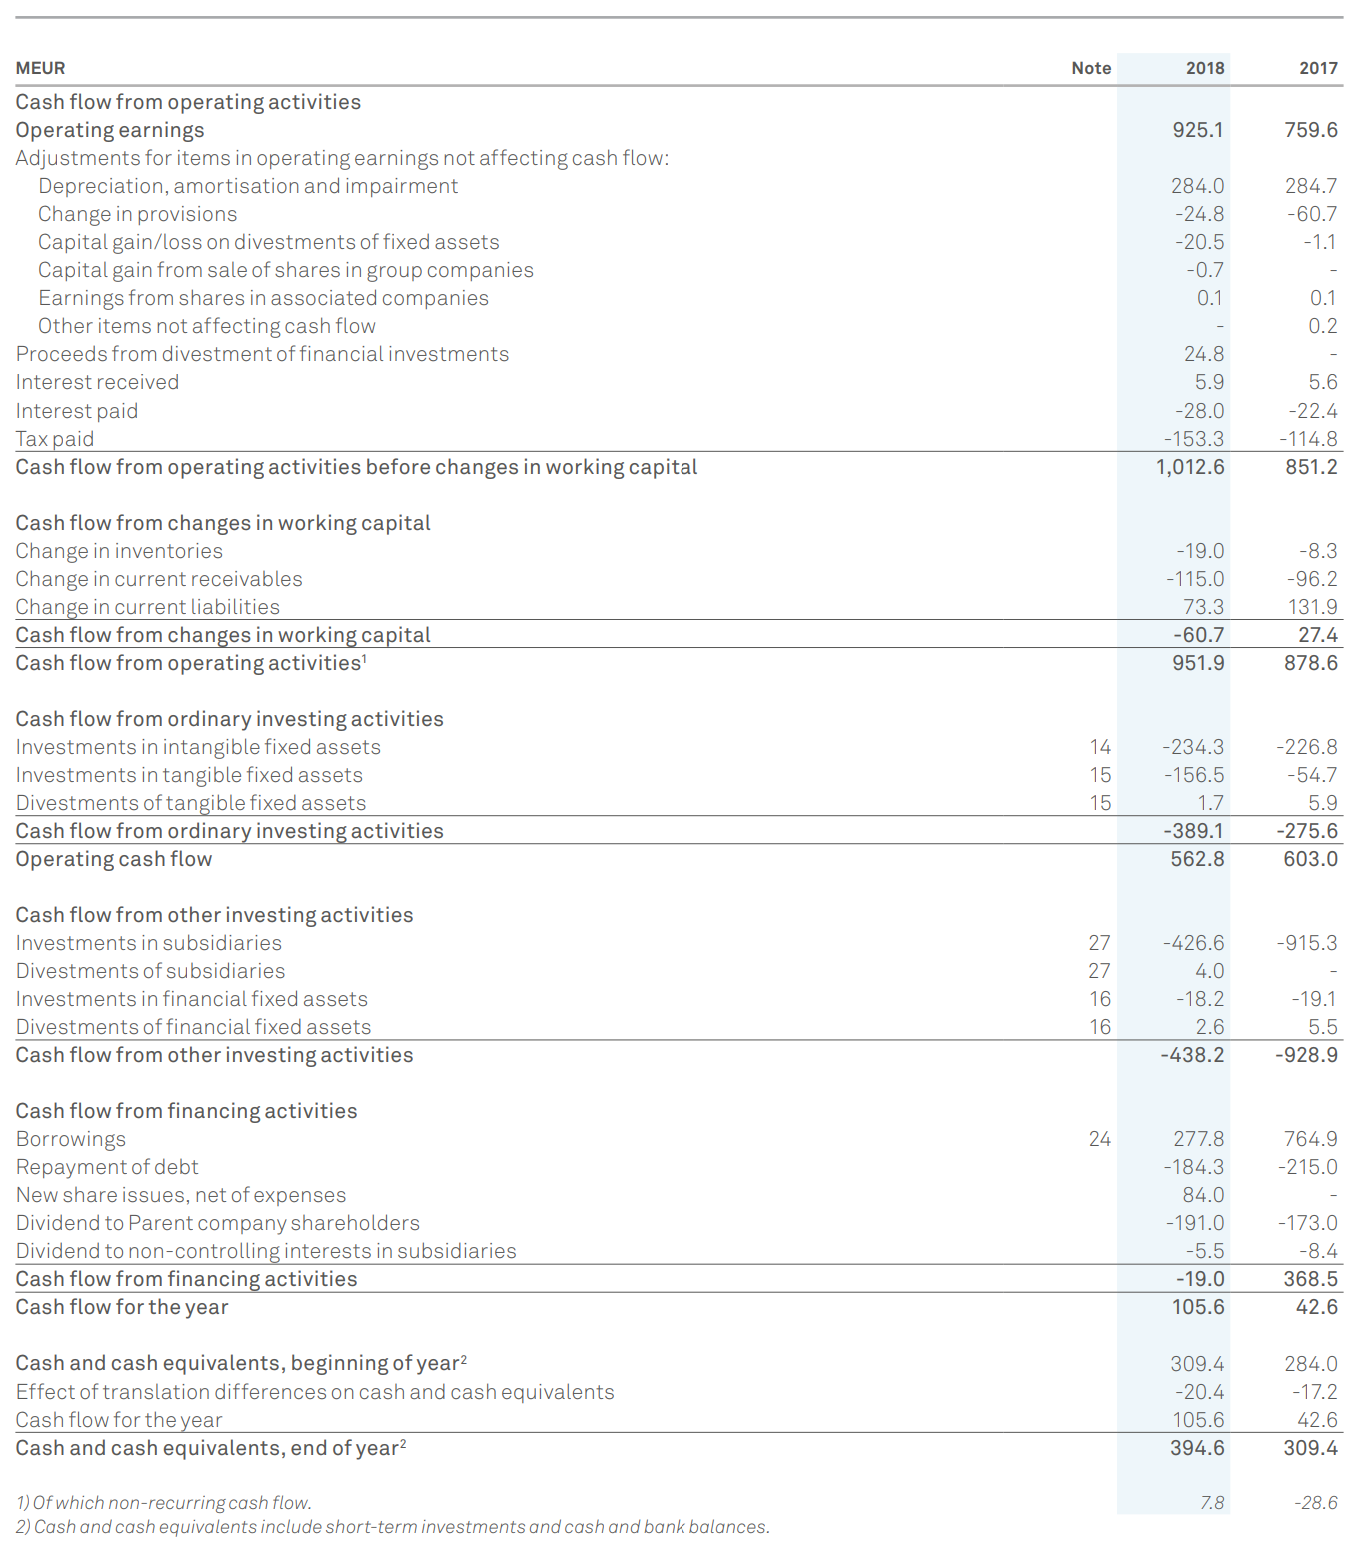 MEUR Note 2018 2017
Cash flow from operating activities
Operating earnings 925.1 759.6
Adjustments for items in operating earnings not affecting cash flow:
Depreciation, amortisation and impairment 284.0 284.7
Change in provisions -24.8 -60.7
Capital gain/loss on divestments of fixed assets -20.5 -1.1
Capital gain from sale of shares in group companies -0.7 -
Earnings from shares in associated companies 0.1 0.1
Other items not affecting cash flow - 0.2
Proceeds from divestment of financial investments 24.8 -
Interest received 5.9 5.6
Interest paid -28.0 -22.4
Tax paid -153.3 -114.8
Cash flow from operating activities before changes in working capital 1,012.6 851.2
Cash flow from changes in working capital
Change in inventories -19.0 -8.3
Change in current receivables -115.0 -96.2
Change in current liabilities 73.3 131.9
Cash flow from changes in working capital -60.7 27.4
Cash flow from operating activities¹ 951.9 878.6
Cash flow from ordinary investing activities
Investments in intangible fixed assets 14 -234.3 -226.8
Investments in tangible fixed assets 15 -156.5 -54.7
Divestments of tangible fixed assets 15 1.7 5.9
Cash flow from ordinary investing activities -389.1 -275.6
Operating cash flow 562.8 603.0
Cash flow from other investing activities
Investments in subsidiaries 27 -426.6 -915.3
Divestments of subsidiaries 27 4.0 -
Investments in financial fixed assets 16 -18.2 -19.1
Divestments of financial fixed assets 16 2.6 5.5
Cash flow from other investing activities -438.2 -928.9
Cash flow from financing activities
Borrowings 24 277.8 764.9
Repayment of debt -184.3 -215.0
New share issues, net of expenses 84.0 -
Dividend to Parent company shareholders -191.0 -173.0
Dividend to non-controlling interests in subsidiaries -5.5 -8.4
Cash flow from financing activities -19.0 368.5
Cash flow for the year 105.6 42.6
Cash and cash equivalents, beginning of year² 309.4 284.0
Effect of translation differences on cash and cash equivalents -20.4 -17.2
Cash flow for the year 105.6 42.6
Cash and cash equivalents, end of year² 394.6 309.4
1) Of which non-recurring cash flow. 7.8 -28.6
2) Cash and cash equivalents include short-term investments and cash and bank balances.